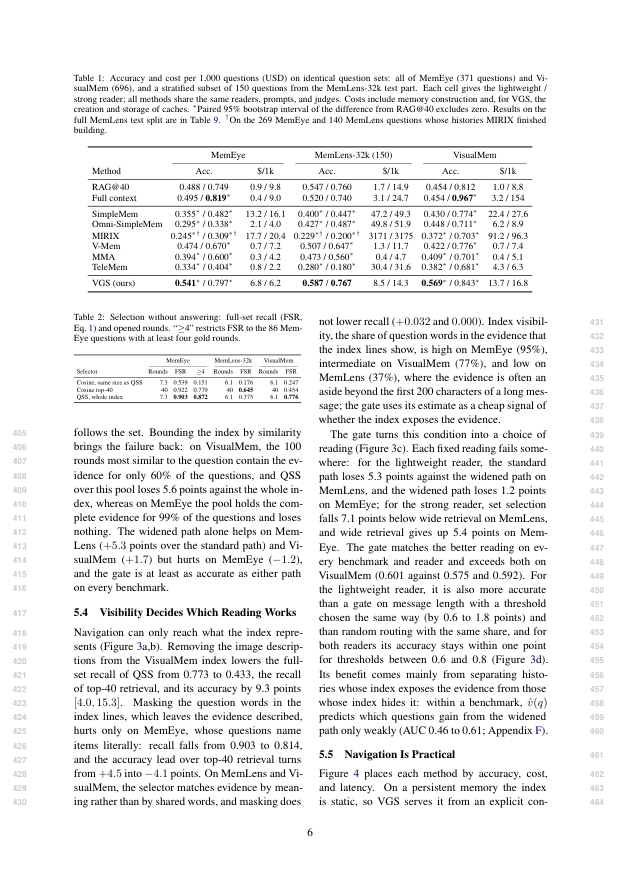 Table 1: Accuracy and cost per 1,000 questions (USD) on identical question sets: all of MemEye (371 questions) and Vi-
sualMem (696), and a stratified subset of 150 questions from the MemLens-32k test part. Each cell gives the lightweight /
strong reader; all methods share the same readers, prompts, and judges. Costs include memory construction and, for VGS, the
creation and storage of caches. *Paired 95% bootstrap interval of the difference from RAG@40 excludes zero. Results on the
full MemLens test split are in Table 9. †On the 269 MemEye and 140 MemLens questions whose histories MIRIX finished
building.
MemEye MemLens-32k (150) VisualMem
Method Acc. $/1k Acc. $/1k Acc. $/1k
RAG@40 0.488 / 0.749 0.9 / 9.8 0.547 / 0.760 1.7 / 14.9 0.454 / 0.812 1.0 / 8.8
Full context 0.495 / 0.819* 0.4 / 9.0 0.520 / 0.740 3.1 / 24.7 0.454 / 0.967* 3.2 / 154
SimpleMem 0.355* / 0.482* 13.2 / 16.1 0.400* / 0.447* 47.2 / 49.3 0.430 / 0.774* 22.4 / 27.6
Omni-SimpleMem 0.295* / 0.338* 2.1 / 4.0 0.427* / 0.487* 49.8 / 51.9 0.448 / 0.711* 6.2 / 8.9
MIRIX 0.245*† / 0.309*† 17.7 / 20.4 0.229*† / 0.200*† 3171 / 3175 0.372* / 0.703* 91.2 / 96.3
V-Mem 0.474 / 0.670* 0.7 / 7.2 0.507 / 0.647* 1.3 / 11.7 0.422 / 0.776* 0.7 / 7.4
MMA 0.394* / 0.600* 0.3 / 4.2 0.473 / 0.560* 0.4 / 4.7 0.409* / 0.701* 0.4 / 5.1
TeleMem 0.334* / 0.404* 0.8 / 2.2 0.280* / 0.180* 30.4 / 31.6 0.382* / 0.681* 4.3 / 6.3
VGS (ours) 0.541* / 0.797* 6.8 / 6.2 0.587 / 0.767 8.5 / 14.3 0.569* / 0.843* 13.7 / 16.8
Table 2: Selection without answering: full-set recall (FSR,
Eq. 1) and opened rounds. “≥4” restricts FSR to the 86 Mem-
Eye questions with at least four gold rounds.
MemEye MemLens-32k VisualMem
Selector Rounds FSR ≥4 Rounds FSR Rounds FSR
Cosine, same size as QSS 7.3 0.539 0.151 6.1 0.176 6.1 0.247
Cosine top-40 40 0.922 0.779 40 0.645 40 0.454
QSS, whole index 7.3 0.903 0.872 6.1 0.375 6.1 0.776
405 follows the set. Bounding the index by similarity
406 brings the failure back: on VisualMem, the 100
407 rounds most similar to the question contain the ev-
408 idence for only 60% of the questions, and QSS
409 over this pool loses 5.6 points against the whole in-
410 dex, whereas on MemEye the pool holds the com-
411 plete evidence for 99% of the questions and loses
412 nothing. The widened path alone helps on Mem-
413 Lens (+5.3 points over the standard path) and Vi-
414 sualMem (+1.7) but hurts on MemEye (−1.2),
415 and the gate is at least as accurate as either path
416 on every benchmark.
417 5.4 Visibility Decides Which Reading Works
418 Navigation can only reach what the index repre-
419 sents (Figure 3a,b). Removing the image descrip-
420 tions from the VisualMem index lowers the full-
421 set recall of QSS from 0.773 to 0.433, the recall
422 of top-40 retrieval, and its accuracy by 9.3 points
423 [4.0, 15.3]. Masking the question words in the
424 index lines, which leaves the evidence described,
425 hurts only on MemEye, whose questions name
426 items literally: recall falls from 0.903 to 0.814,
427 and the accuracy lead over top-40 retrieval turns
428 from +4.5 into −4.1 points. On MemLens and Vi-
429 sualMem, the selector matches evidence by mean-
430 ing rather than by shared words, and masking does
not lower recall (+0.032 and 0.000). Index visibil- 431
ity, the share of question words in the evidence that 432
the index lines show, is high on MemEye (95%), 433
intermediate on VisualMem (77%), and low on 434
MemLens (37%), where the evidence is often an 435
aside beyond the first 200 characters of a long mes- 436
sage; the gate uses its estimate as a cheap signal of 437
whether the index exposes the evidence. 438
The gate turns this condition into a choice of 439
reading (Figure 3c). Each fixed reading fails some- 440
where: for the lightweight reader, the standard 441
path loses 5.3 points against the widened path on 442
MemLens, and the widened path loses 1.2 points 443
on MemEye; for the strong reader, set selection 444
falls 7.1 points below wide retrieval on MemLens, 445
and wide retrieval gives up 5.4 points on Mem- 446
Eye. The gate matches the better reading on ev- 447
ery benchmark and reader and exceeds both on 448
VisualMem (0.601 against 0.575 and 0.592). For 449
the lightweight reader, it is also more accurate 450
than a gate on message length with a threshold 451
chosen the same way (by 0.6 to 1.8 points) and 452
than random routing with the same share, and for 453
both readers its accuracy stays within one point 454
for thresholds between 0.6 and 0.8 (Figure 3d). 455
Its benefit comes mainly from separating histo- 456
ries whose index exposes the evidence from those 457
whose index hides it: within a benchmark, v̂(q) 458
predicts which questions gain from the widened 459
path only weakly (AUC 0.46 to 0.61; Appendix F). 460
5.5 Navigation Is Practical 461
Figure 4 places each method by accuracy, cost, 462
and latency. On a persistent memory the index 463
is static, so VGS serves it from an explicit con- 464
6